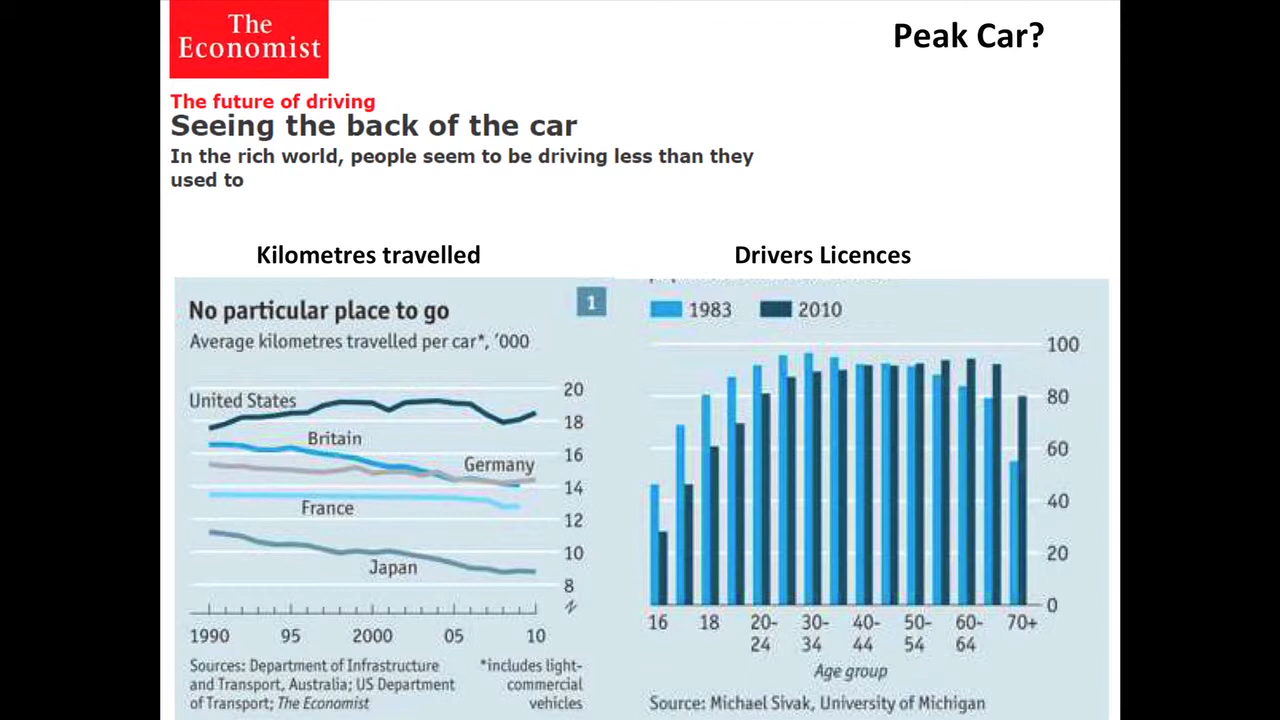 The
Economist
Peak Car?
The future of driving
Seeing the back of the car
In the rich world, people seem to be driving less than they
used to
Kilometres travelled
No particular place to go
1
Average kilometres travelled per car*, ’000
20
18
16
14
12
10
8
United States
Britain
Germany
France
Japan
1990 95 2000 05 10
Sources: Department of Infrastructure
and Transport, Australia; US Department
of Transport; The Economist
*includes light-
commercial
vehicles
Drivers Licences
1983 2010
100
80
60
40
20
0
16 18 20- 30- 40- 50- 60- 70+
24 34 44 54 64
Age group
Source: Michael Sivak, University of Michigan